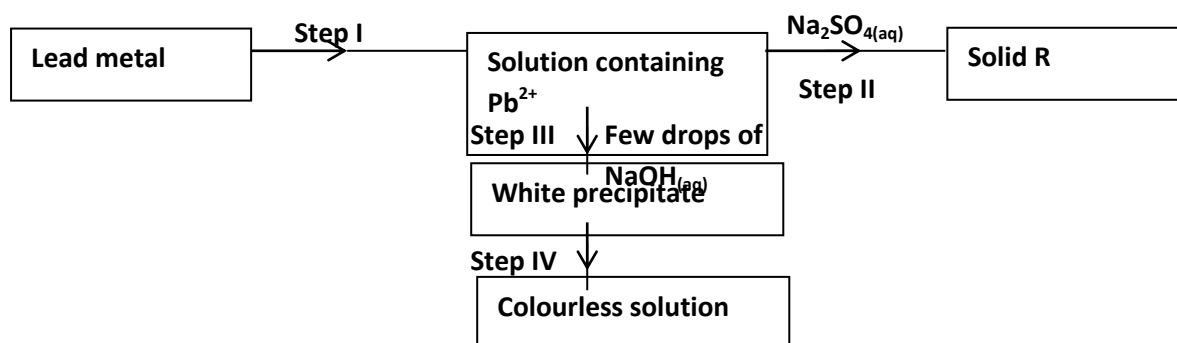 Step I
Na₂SO₄(aq)
Lead metal
Solution containing
Pb²⁺
Solid R
Step II
Step III
Few drops of
NaOH(aq)
White precipitate
Step IV
Colourless solution